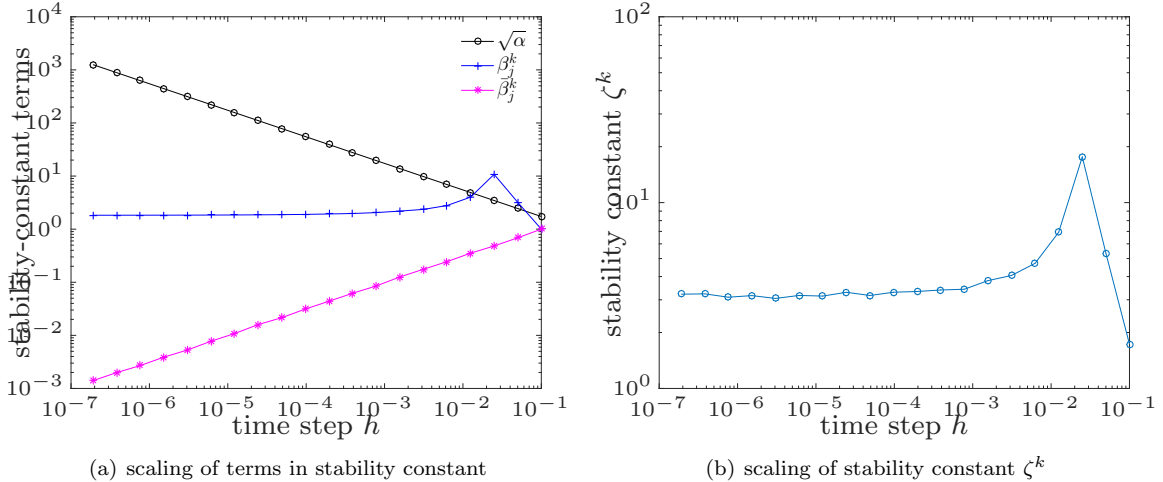 10^3
10^2
10^1
10^0
10^−1
10^−2
10^−3
stability-constant terms
√α
β_j^k
β̄_j^k
10^−7 10^−6 10^−5 10^−4 10^−3 10^−2 10^−1
time step h
(a) scaling of terms in stability constant
10^2
10^1
10^0
stability constant ζ^k
10^−7 10^−6 10^−5 10^−4 10^−3 10^−2 10^−1
time step h
(b) scaling of stability constant ζ^k